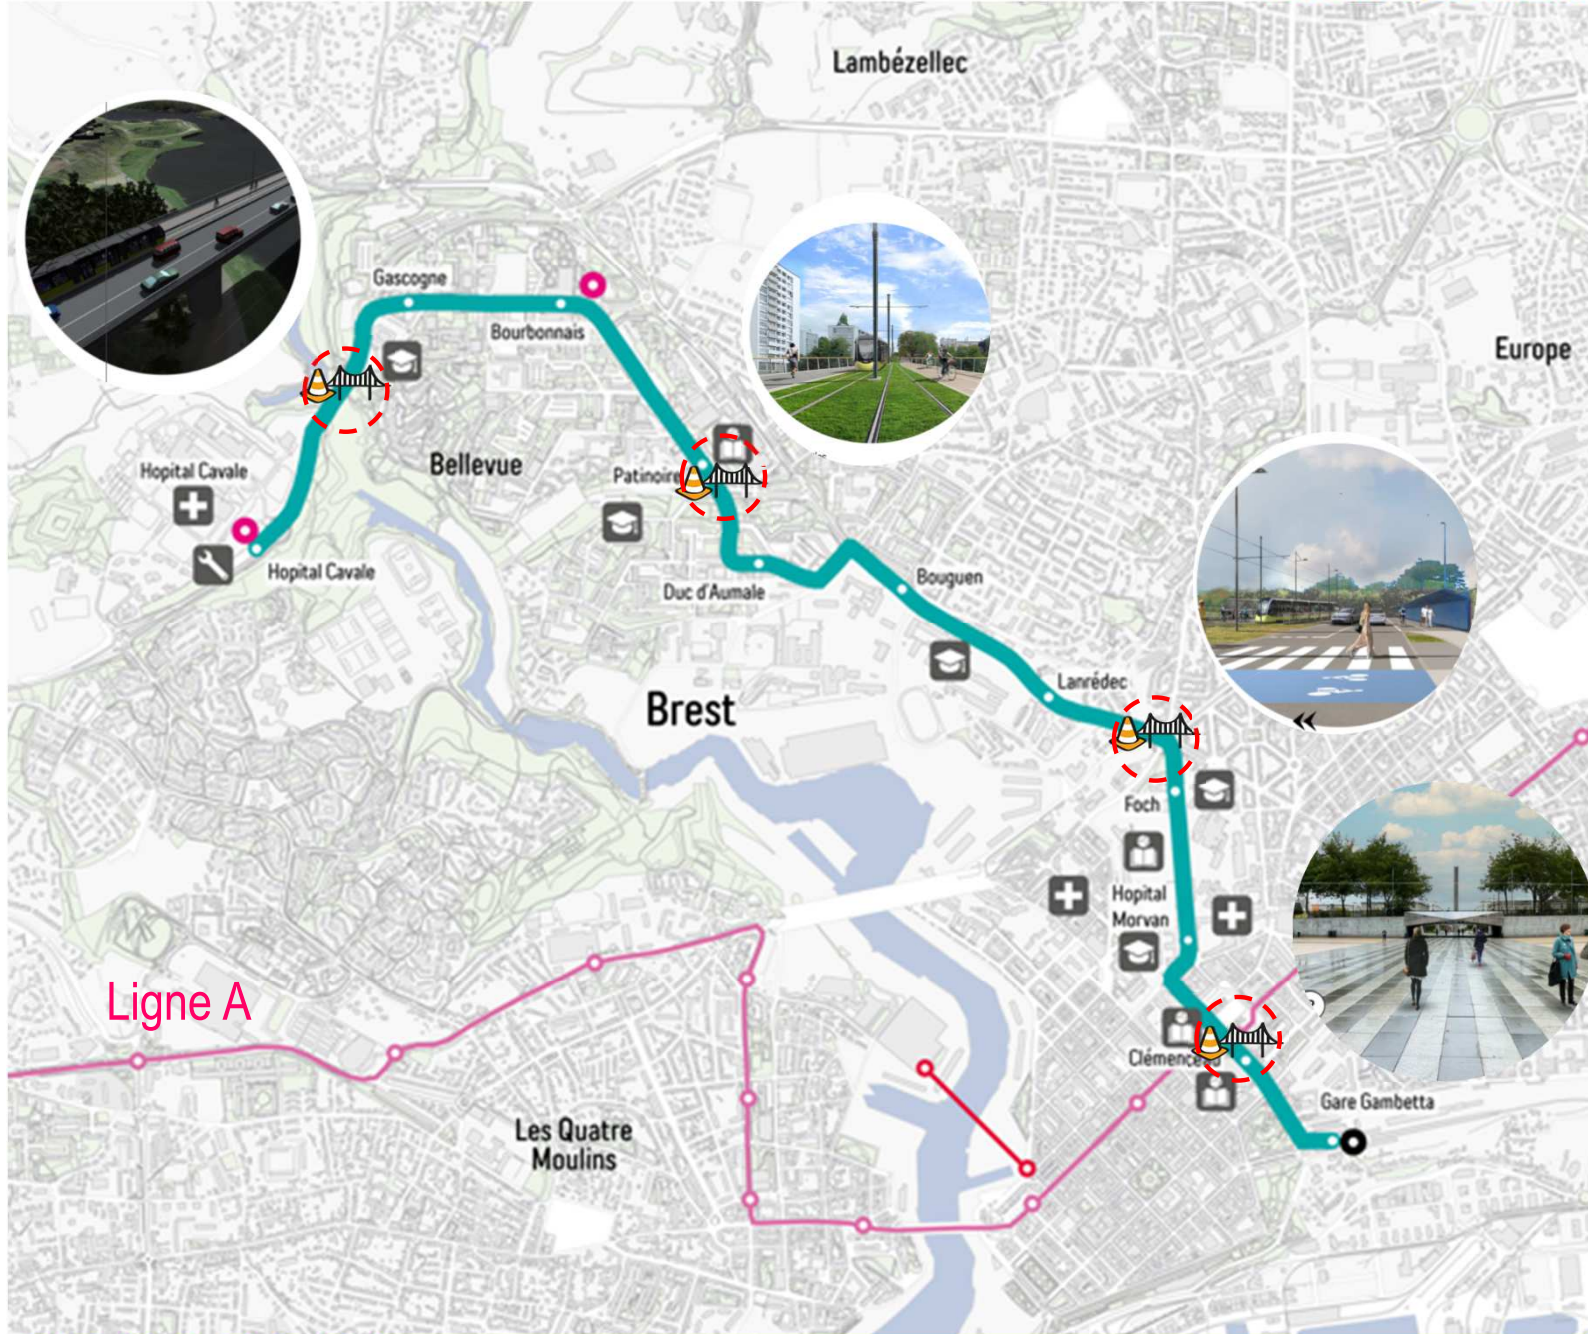 Lambézellec
Gascogne
Bourbonnais
Europe
Hopital Cavale
Bellevue
Patinoire
Hopital Cavale
Duc d'Aumale
Bouguen
Lanrédec
Brest
Foch
Hopital
Morvan
Ligne A
Gare Gambetta
Les Quatre
Moulins